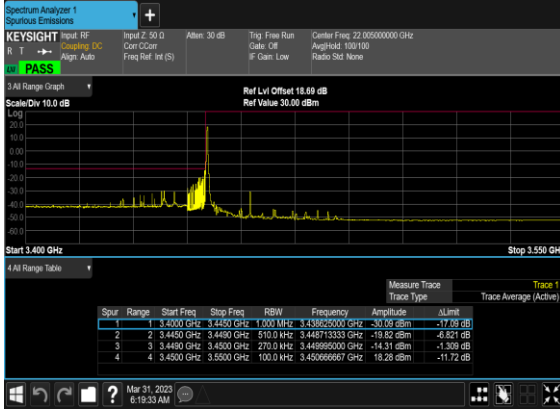 Spectrum Analyzer 1
Spurious Emissions
+
KEYSIGHT Input: RF Input Z: 50 Ω Atten: 30 dB Trig: Free Run Center Freq: 22.005000000 GHz
R T Coupling: DC Corr CCorr Gate: Off Avg|Hold: 100/100
Align: Auto Freq Ref: Int (S) IF Gain: Low Radio Std: None
PASS
3 All Range Graph
Ref Lvl Offset 18.69 dB
Scale/Div 10.0 dB Ref Value 30.00 dBm
Log
20.0
10.0
0.00
-10.0
-20.0
-30.0
-40.0
-50.0
-60.0
Start 3.400 GHz Stop 3.550 GH
4 All Range Table
Measure Trace Trace 1
Trace Type Trace Average (Active)
Spur Range Start Freq Stop Freq RBW Frequency Amplitude ΔLimit
1 1 3.4000 GHz 3.4450 GHz 1.000 MHz 3.438625000 GHz -30.09 dBm -17.09 dB
2 2 3.4450 GHz 3.4490 GHz 510.0 kHz 3.448713333 GHz -19.82 dBm -6.821 dB
3 3 3.4490 GHz 3.4500 GHz 270.0 kHz 3.449995000 GHz -14.31 dBm -1.309 dB
4 4 3.4500 GHz 3.5500 GHz 100.0 kHz 3.450666667 GHz 18.28 dBm -11.72 dB
? Mar 31, 2023
6:19:33 AM